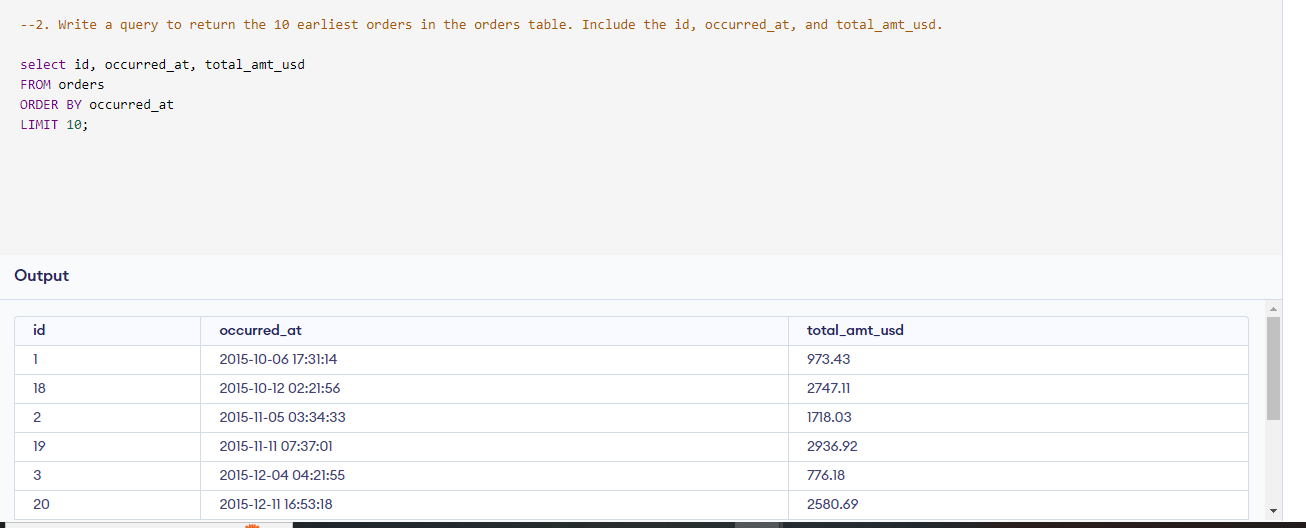 --2. Write a query to return the 10 earliest orders in the orders table. Include the id, occurred_at, and total_amt_usd.
select id, occurred_at, total_amt_usd
FROM orders
ORDER BY occurred_at
LIMIT 10;
Output
id occurred_at total_amt_usd
1 2015-10-06 17:31:14 973.43
18 2015-10-12 02:21:56 2747.11
2 2015-11-05 03:34:33 1718.03
19 2015-11-11 07:37:01 2936.92
3 2015-12-04 04:21:55 776.18
20 2015-12-11 16:53:18 2580.69